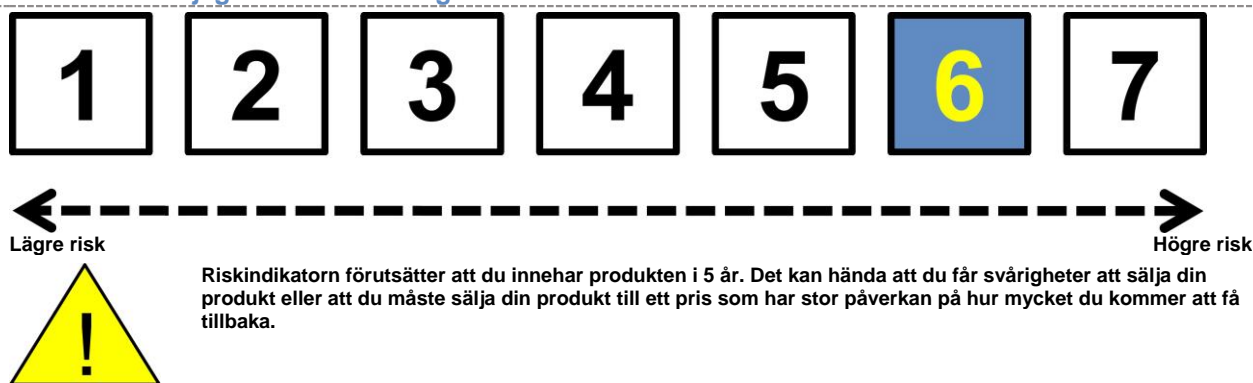 1 2 3 4 5 6 7
Lägre risk Högre risk
Riskindikatorn förutsätter att du innehar produkten i 5 år. Det kan hända att du får svårigheter att sälja din
produkt eller att du måste sälja din produkt till ett pris som har stor påverkan på hur mycket du kommer att få
tillbaka.
!